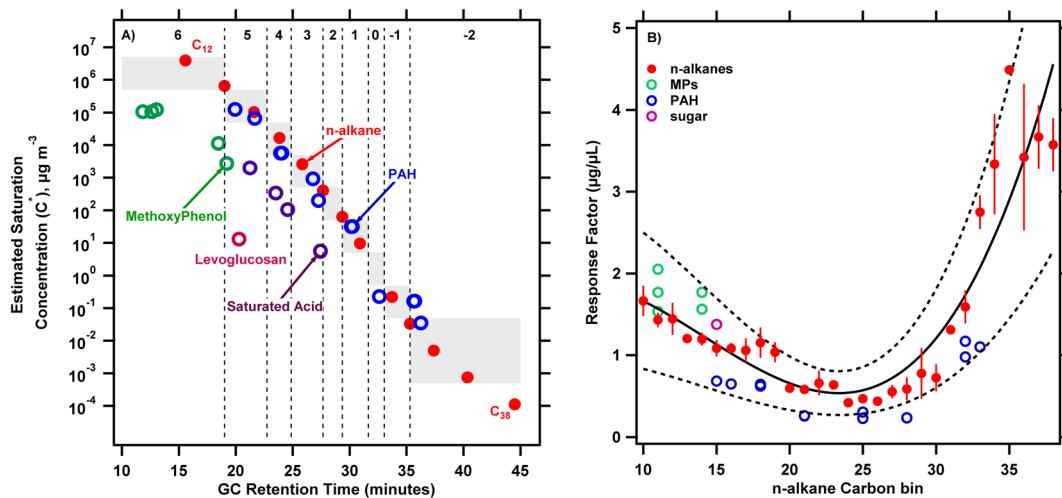 A) 6 5 4 3 2 1 0 -1 -2
C12
10^7
10^6
10^5
10^4
10^3
10^2
10^1
10^0
10^-1
10^-2
10^-3
10^-4
Estimated Saturation
Concentration (C*), µg m^-3
n-alkane
PAH
MethoxyPhenol
Levoglucosan
Saturated Acid
C38
10 15 20 25 30 35 40 45
GC Retention Time (minutes)
B)
n-alkanes
MPs
PAH
sugar
5
4
3
2
1
0
Response Factor (µg/µL)
10 15 20 25 30 35
n-alkane Carbon bin